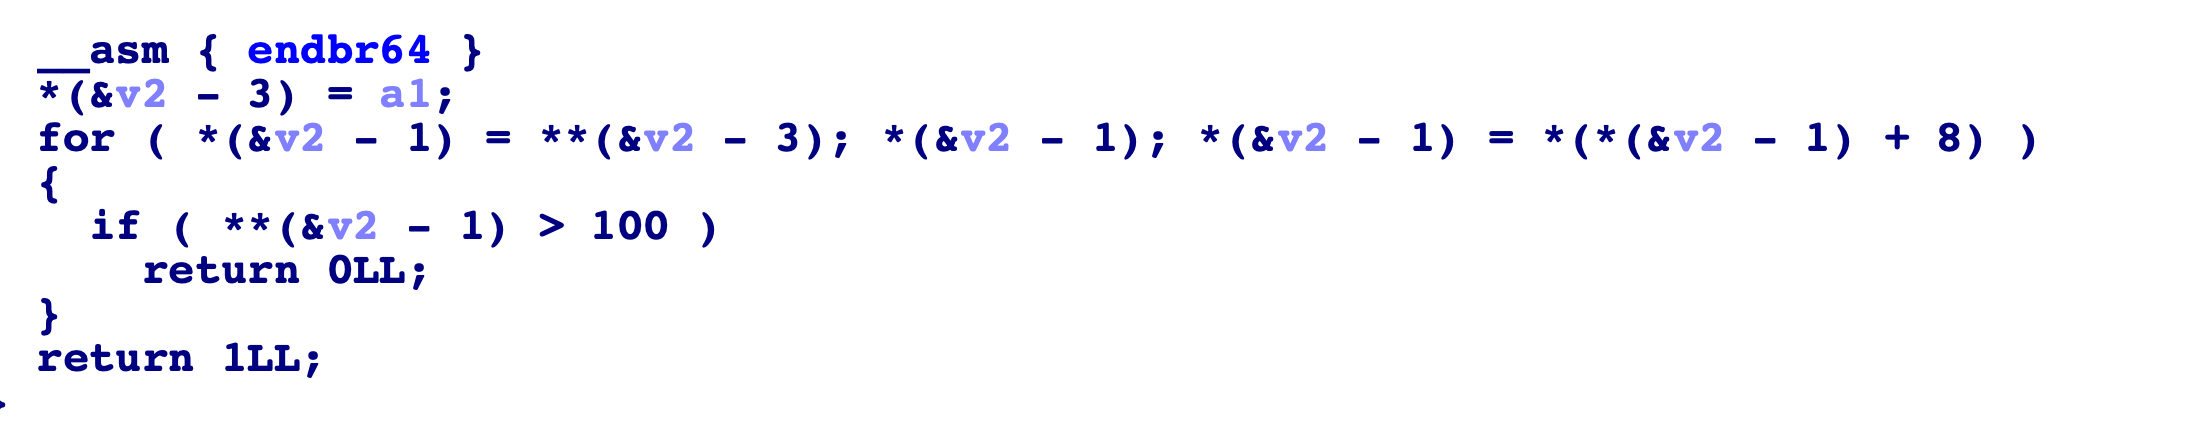 __asm { endbr64 }
*(&v2 - 3) = a1;
for ( *(&v2 - 1) = **(&v2 - 3); *(&v2 - 1); *(&v2 - 1) = *(*(&v2 - 1) + 8) )
{
  if ( **(&v2 - 1) > 100 )
    return 0LL;
}
return 1LL;